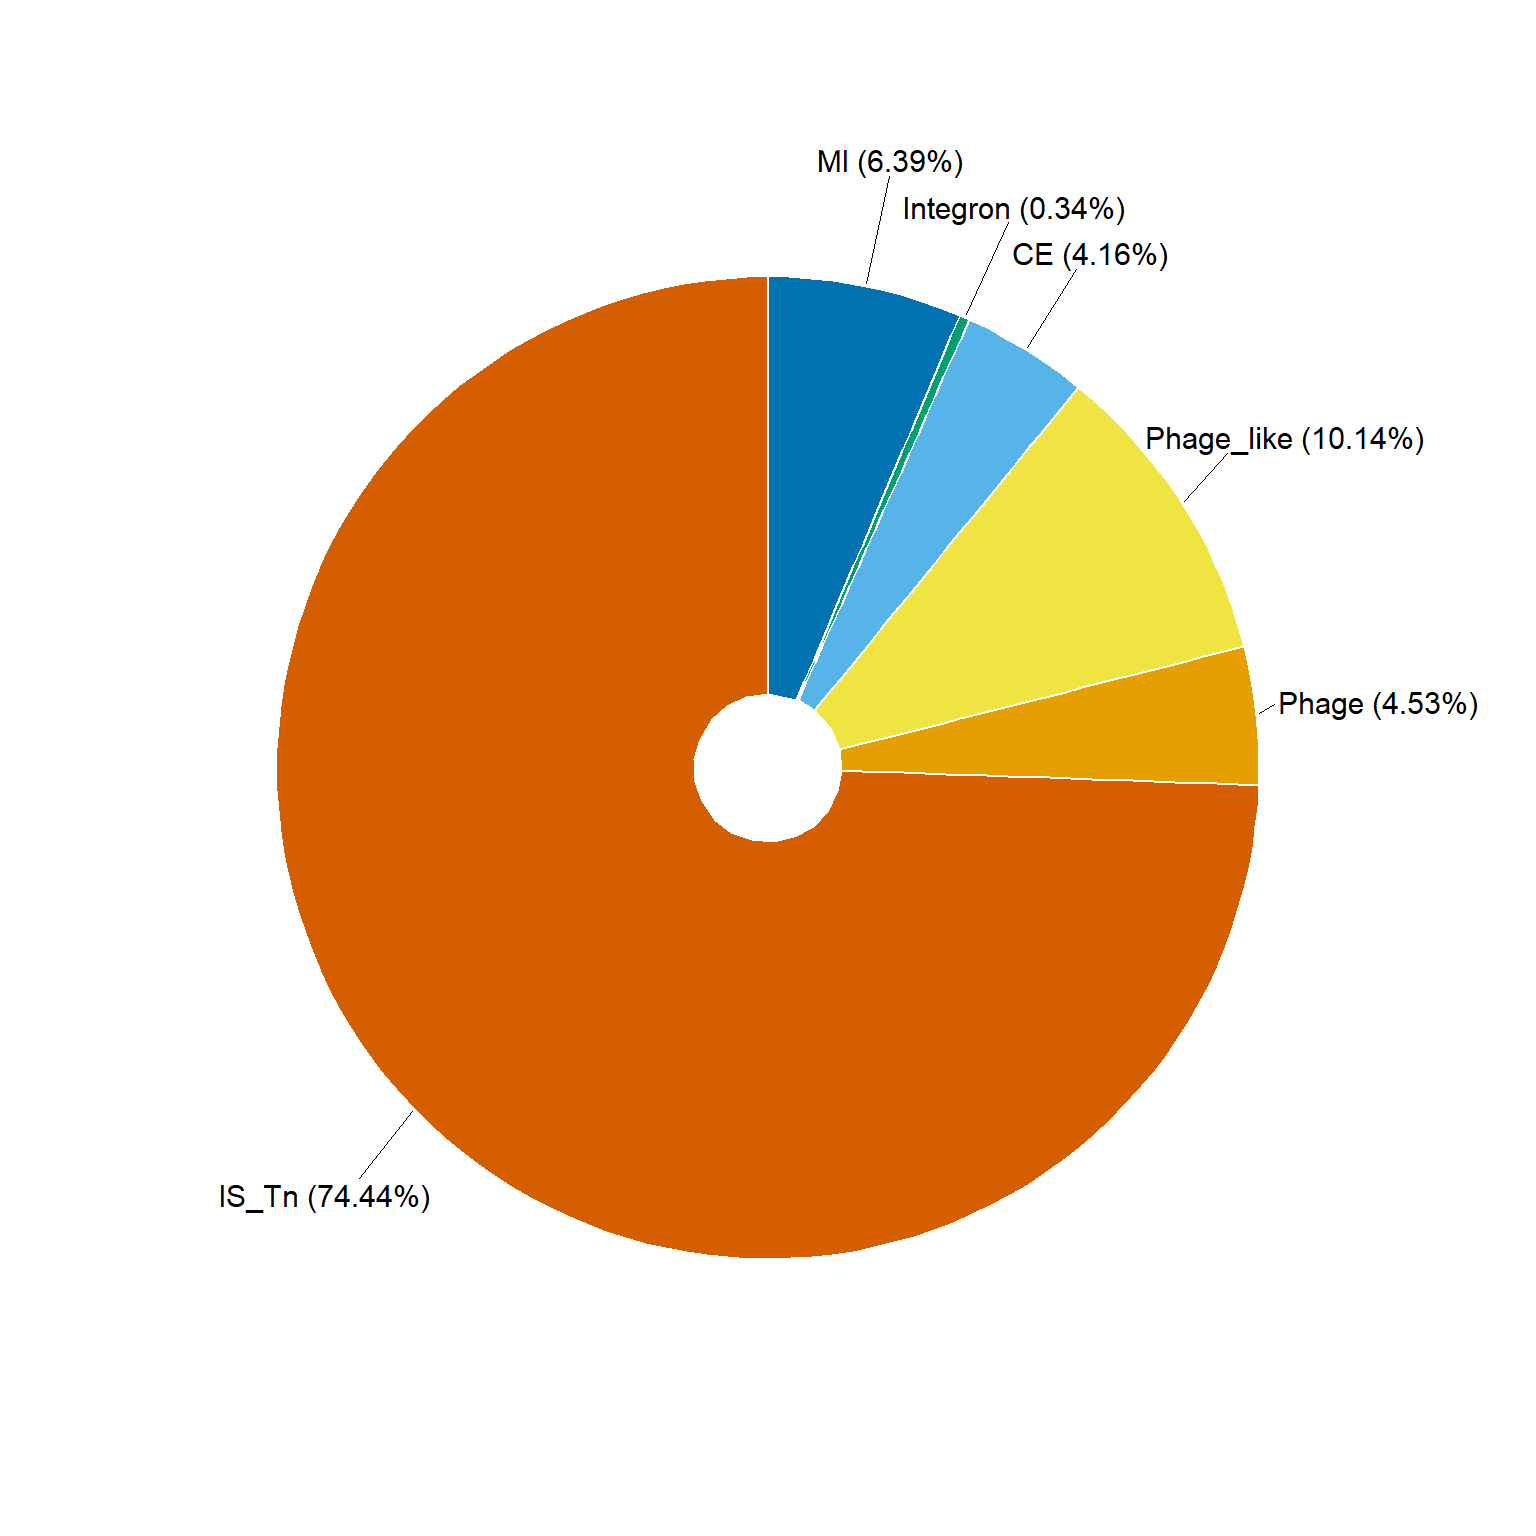 MI (6.39%)
Integron (0.34%)
CE (4.16%)
Phage_like (10.14%)
Phage (4.53%)
IS_Tn (74.44%)